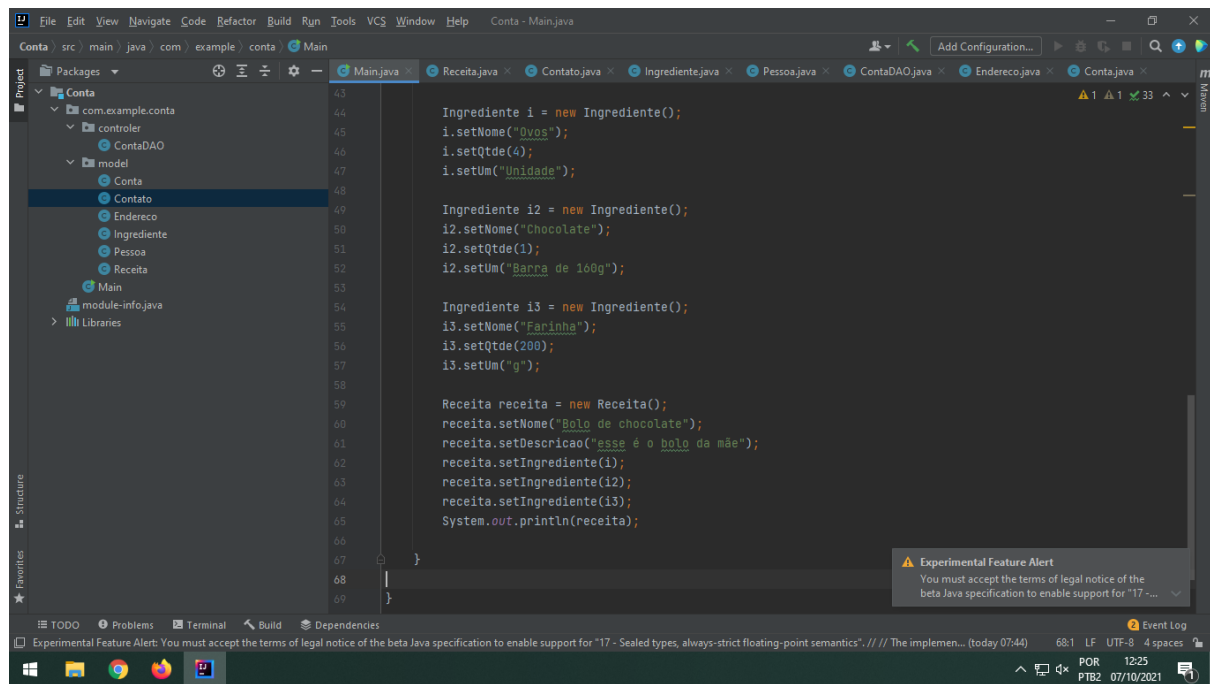 File Edit View Navigate Code Refactor Build Run Tools VCS Window Help Conta - Main.java
Conta src main java com example conta Main
Add Configuration...
Project
Packages
Main.java Receita.java Contato.java Ingrediente.java Pessoa.java ContaDAO.java Endereco.java Conta.java
Maven
Conta
com.example.conta
controler
ContaDAO
model
Conta
Contato
Endereco
Ingrediente
Pessoa
Receita
Main
module-info.java
Libraries
1 1 33
43
44 Ingrediente i = new Ingrediente();
45 i.setNome("Ovos");
46 i.setQtde(4);
47 i.setUm("Unidade");
48
49 Ingrediente i2 = new Ingrediente();
50 i2.setNome("Chocolate");
51 i2.setQtde(1);
52 i2.setUm("Barra de 160g");
53
54 Ingrediente i3 = new Ingrediente();
55 i3.setNome("Farinha");
56 i3.setQtde(200);
57 i3.setUm("g");
58
59 Receita receita = new Receita();
60 receita.setNome("Bolo de chocolate");
61 receita.setDescricao("esse é o bolo da mãe");
62 receita.setIngrediente(i);
63 receita.setIngrediente(i2);
64 receita.setIngrediente(i3);
65 System.out.println(receita);
66
67 }
68
69 }
Structure
Favorites
Experimental Feature Alert
You must accept the terms of legal notice of the
beta Java specification to enable support for "17 -...
TODO Problems Terminal Build Dependencies
2 Event Log
Experimental Feature Alert: You must accept the terms of legal notice of the beta Java specification to enable support for "17 - Sealed types, always-strict floating-point semantics". // // The implemen... (today 07:44) 68:1 LF UTF-8 4 spaces
POR 12:25
PTB2 07/10/2021
1